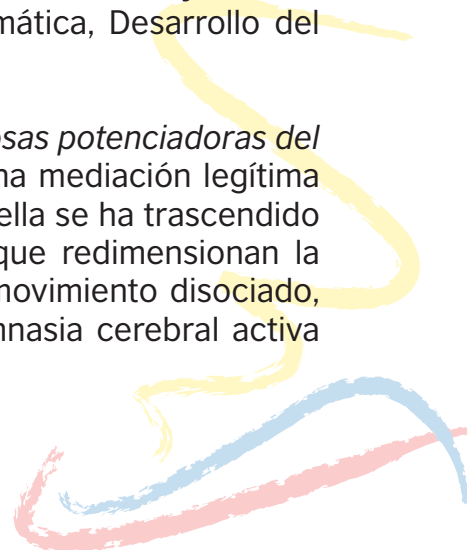 mática, Desarrollo del
osas potenciadoras del
na mediación legítima
ella se ha trascendido
que redimensionan la
movimiento disociado,
nasia cerebral activa